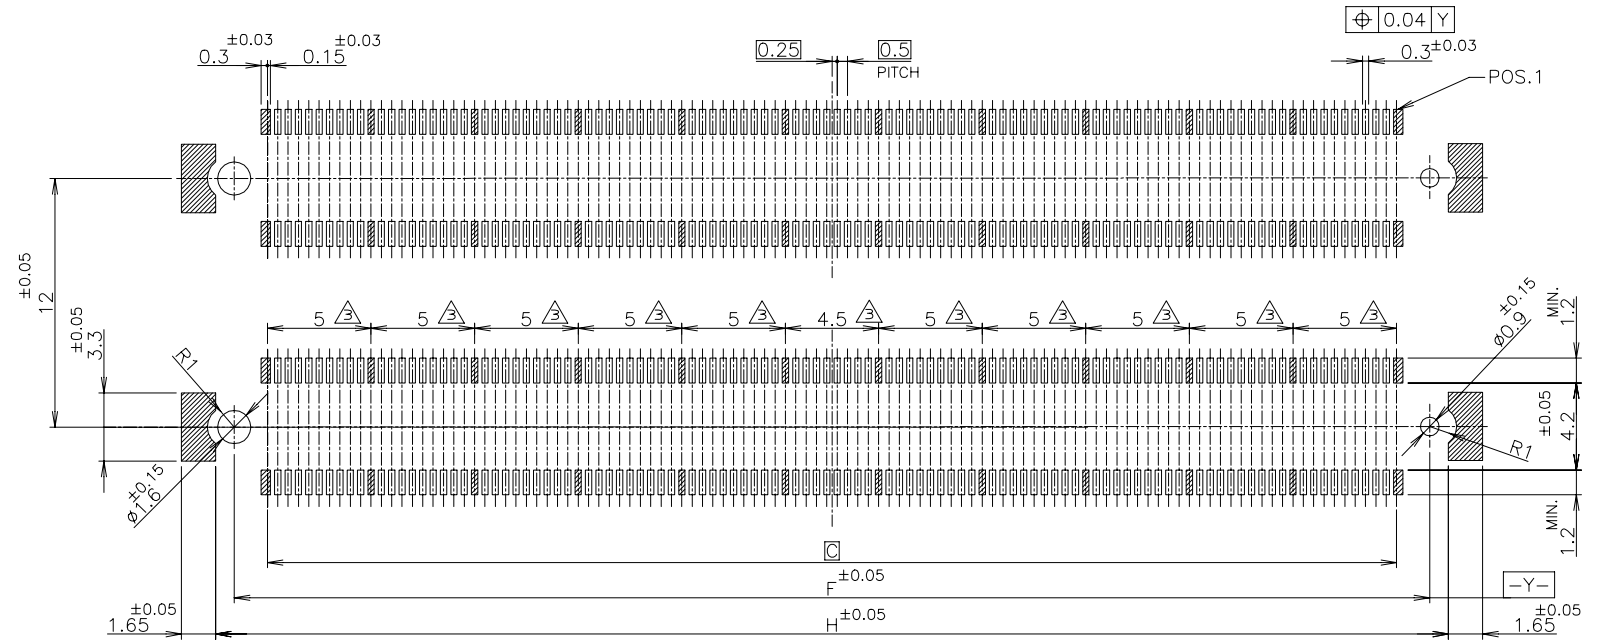 ⌖ 0.04 Y
±0.03
0.3
±0.03
0.15
0.25
0.5
PITCH
0.3±0.03
POS.1
12 ±0.05
3.3 ±0.05
5 3
5 3
5 3
5 3
5 3
4.5 3
5 3
5 3
5 3
5 3
5 3
R1
ø1.6 ±0.15
ø0.9 ±0.15
1.2 MIN.
4.2 ±0.05
R1
1.2 MIN.
C
F±0.05
-Y-
±0.05
1.65
H±0.05
±0.05
1.65